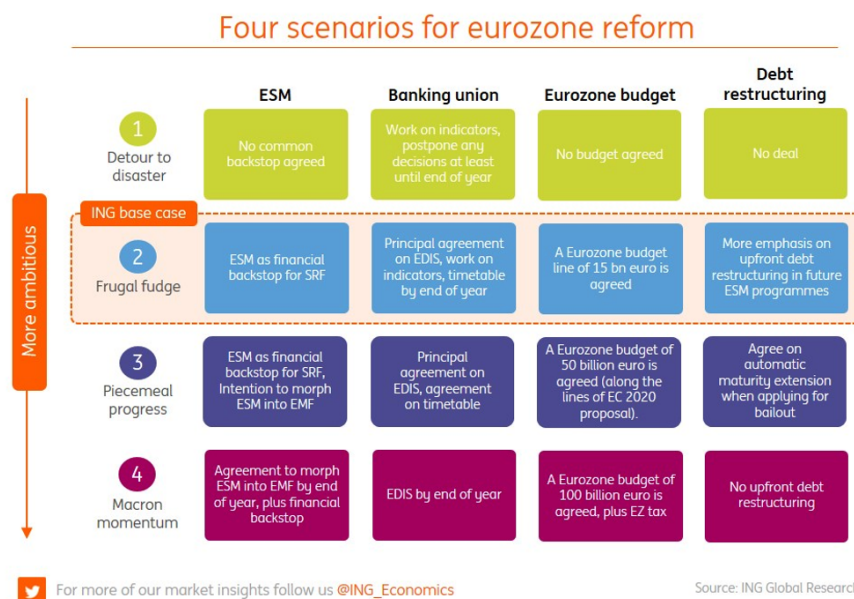 Four scenarios for eurozone reform
ESM
Banking union
Eurozone budget
Debt
restructuring
More ambitious
1
Detour to
disaster
No common
backstop agreed
Work on indicators,
postpone any
decisions at least
until end of year
No budget agreed
No deal
ING base case
2
Frugal fudge
ESM as financial
backstop for SRF
Principal agreement
on EDIS, work on
indicators, timetable
by end of year
A Eurozone budget
line of 15 bn euro is
agreed
More emphasis on
upfront debt
restructuring in future
ESM programmes
3
Piecemeal
progress
ESM as financial
backstop for SRF,
Intention to morph
ESM into EMF
Principal
agreement on
EDIS, agreement
on timetable
A Eurozone budget of
50 billion euro is
agreed (along the
lines of EC 2020
proposal).
Agree on
automatic
maturity extension
when applying for
bailout
4
Macron
momentum
Agreement to morph
ESM into EMF by end
of year, plus financial
backstop
EDIS by end of year
A Eurozone budget of
100 billion euro is
agreed, plus EZ tax
No upfront debt
restructuring
For more of our market insights follow us @ING_Economics
Source: ING Global Research